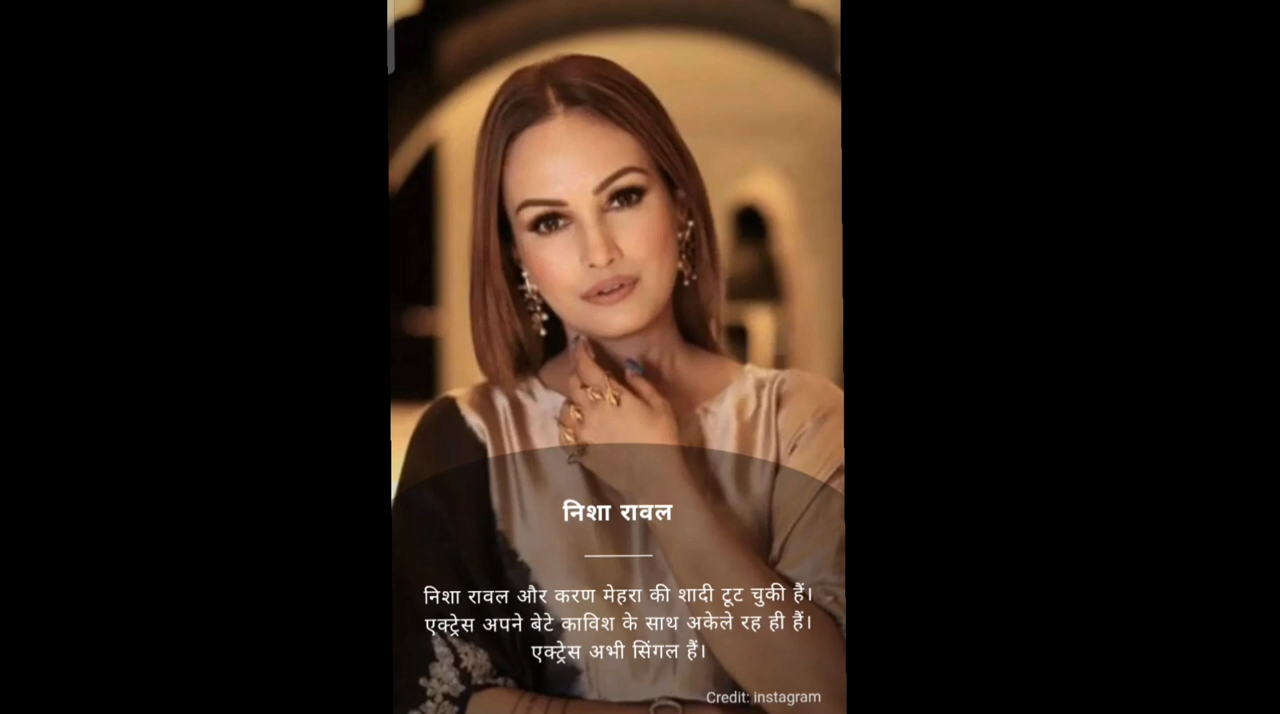 निशा रावल
निशा रावल और करण मेहरा की शादी टूट चुकी हैं।
एक्ट्रेस अपने बेटे काविश के साथ अकेले रह ही हैं।
एक्ट्रेस अभी सिंगल हैं।
Credit: instagram